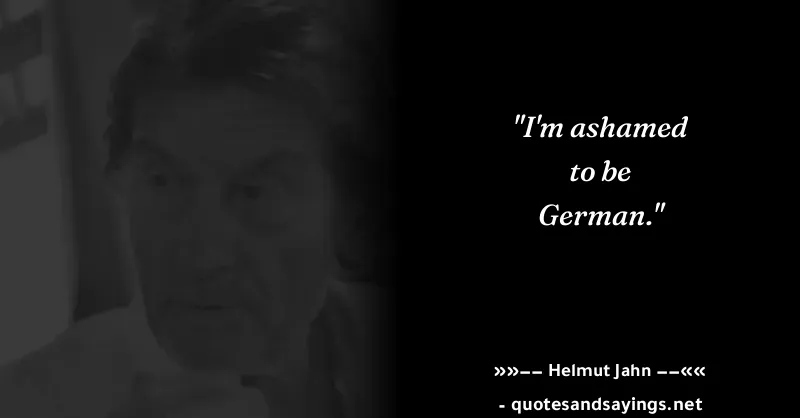 "I'm ashamed
to be
German."
»»−− Helmut Jahn −−««
- quotesandsayings.net